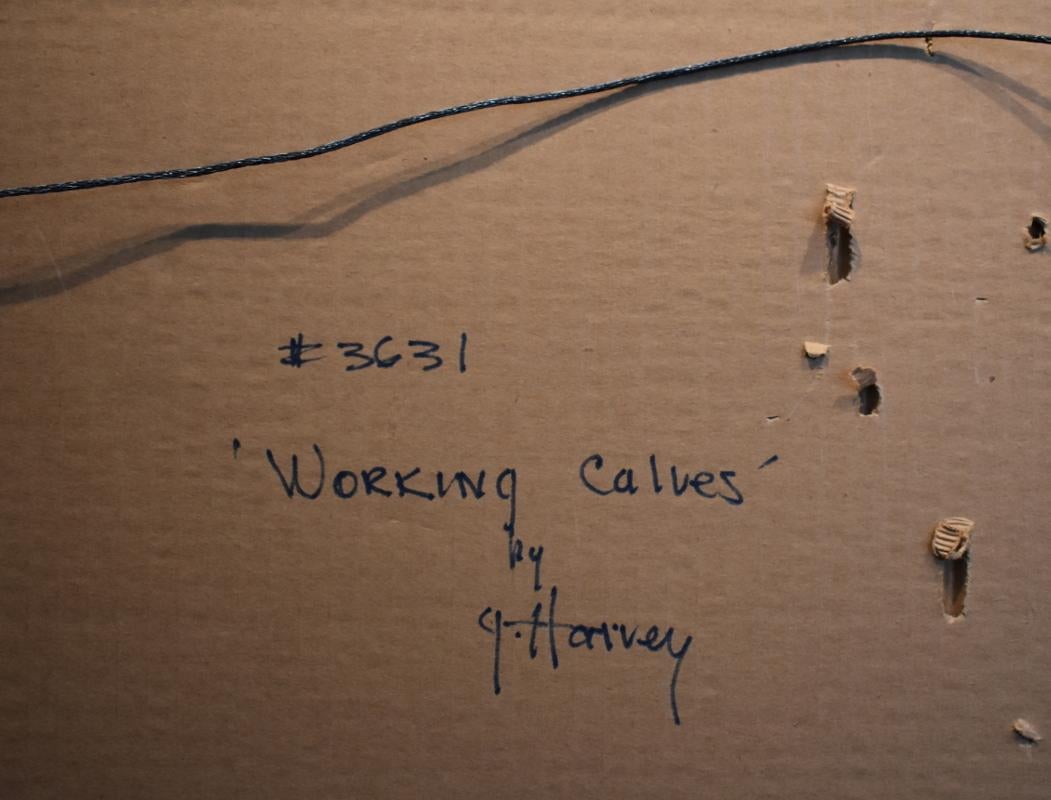 #3631
'Working Calves'
by
G. Harvey